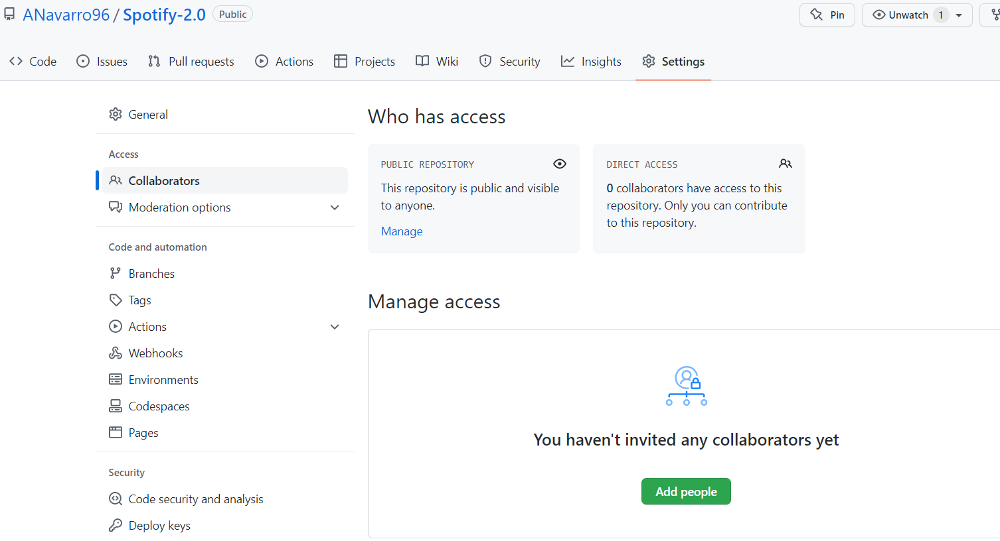 ANavarro96 / Spotify-2.0 Public
Pin
Unwatch 1
Code
Issues
Pull requests
Actions
Projects
Wiki
Security
Insights
Settings
General
Access
Collaborators
Moderation options
Code and automation
Branches
Tags
Actions
Webhooks
Environments
Codespaces
Pages
Security
Code security and analysis
Deploy keys
Who has access
PUBLIC REPOSITORY
This repository is public and visible
to anyone.
Manage
DIRECT ACCESS
0 collaborators have access to this
repository. Only you can contribute
to this repository.
Manage access
You haven't invited any collaborators yet
Add people